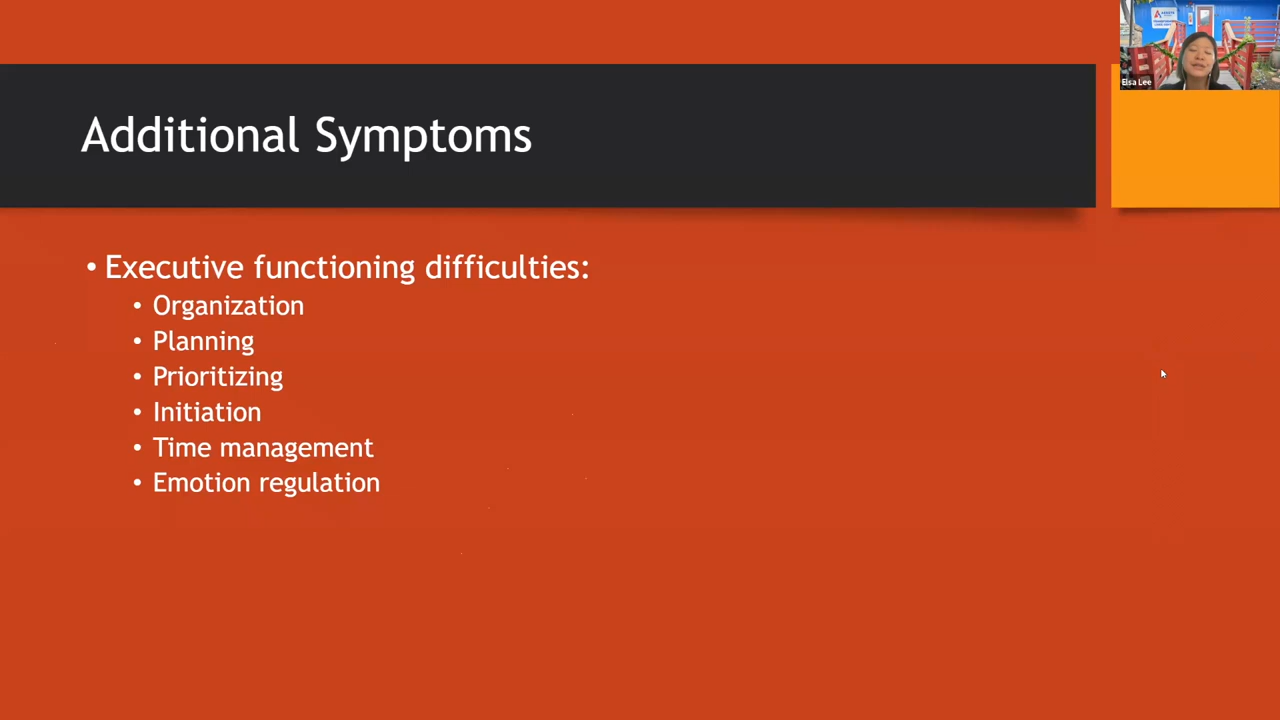 Elsa Lee
Additional Symptoms
• Executive functioning difficulties:
• Organization
• Planning
• Prioritizing
• Initiation
• Time management
• Emotion regulation